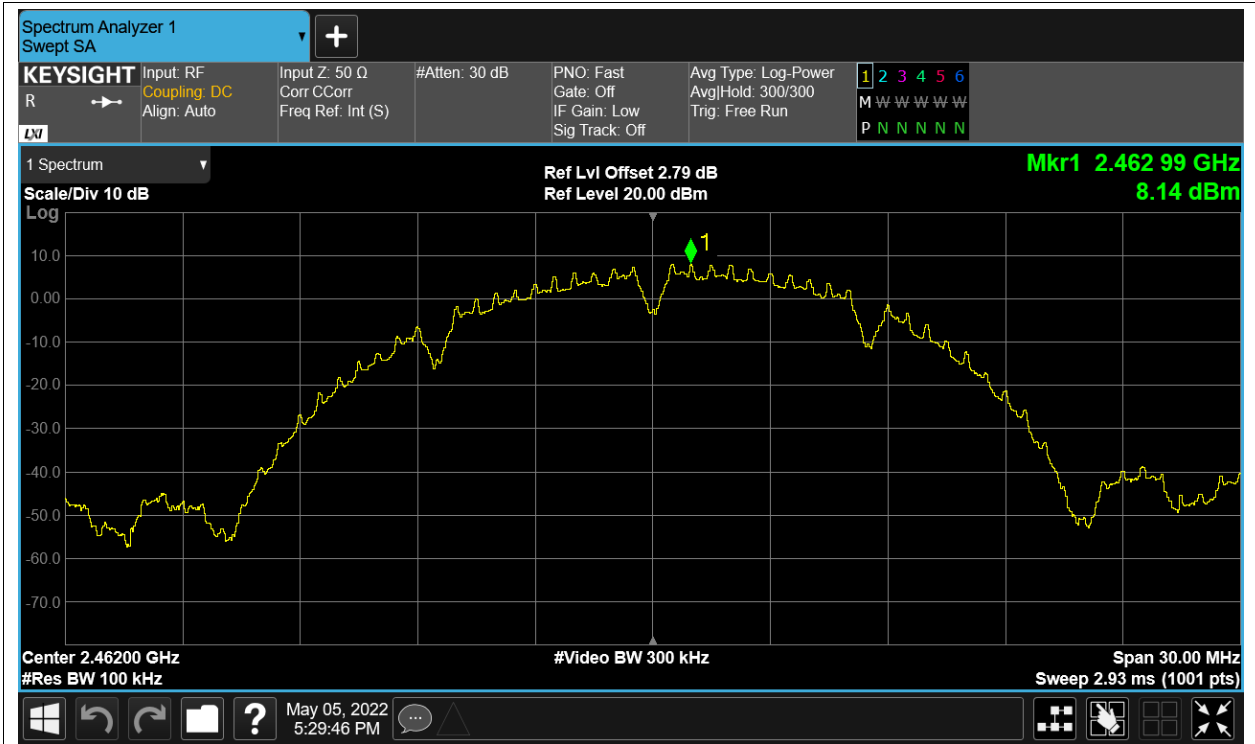 Spectrum Analyzer 1
Swept SA
+
KEYSIGHT
R
LXI
Input: RF
Coupling: DC
Align: Auto
Input Z: 50 Ω
Corr CCorr
Freq Ref: Int (S)
#Atten: 30 dB
PNO: Fast
Gate: Off
IF Gain: Low
Sig Track: Off
Avg Type: Log-Power
Avg|Hold: 300/300
Trig: Free Run
1 2 3 4 5 6
M W W W W W W
P N N N N N N
1 Spectrum
Scale/Div 10 dB
Log
Ref Lvl Offset 2.79 dB
Ref Level 20.00 dBm
Mkr1 2.462 99 GHz
8.14 dBm
1
10.0
0.00
-10.0
-20.0
-30.0
-40.0
-50.0
-60.0
-70.0
Center 2.46200 GHz
#Video BW 300 kHz
Span 30.00 MHz
#Res BW 100 kHz
Sweep 2.93 ms (1001 pts)
?
May 05, 2022
5:29:46 PM